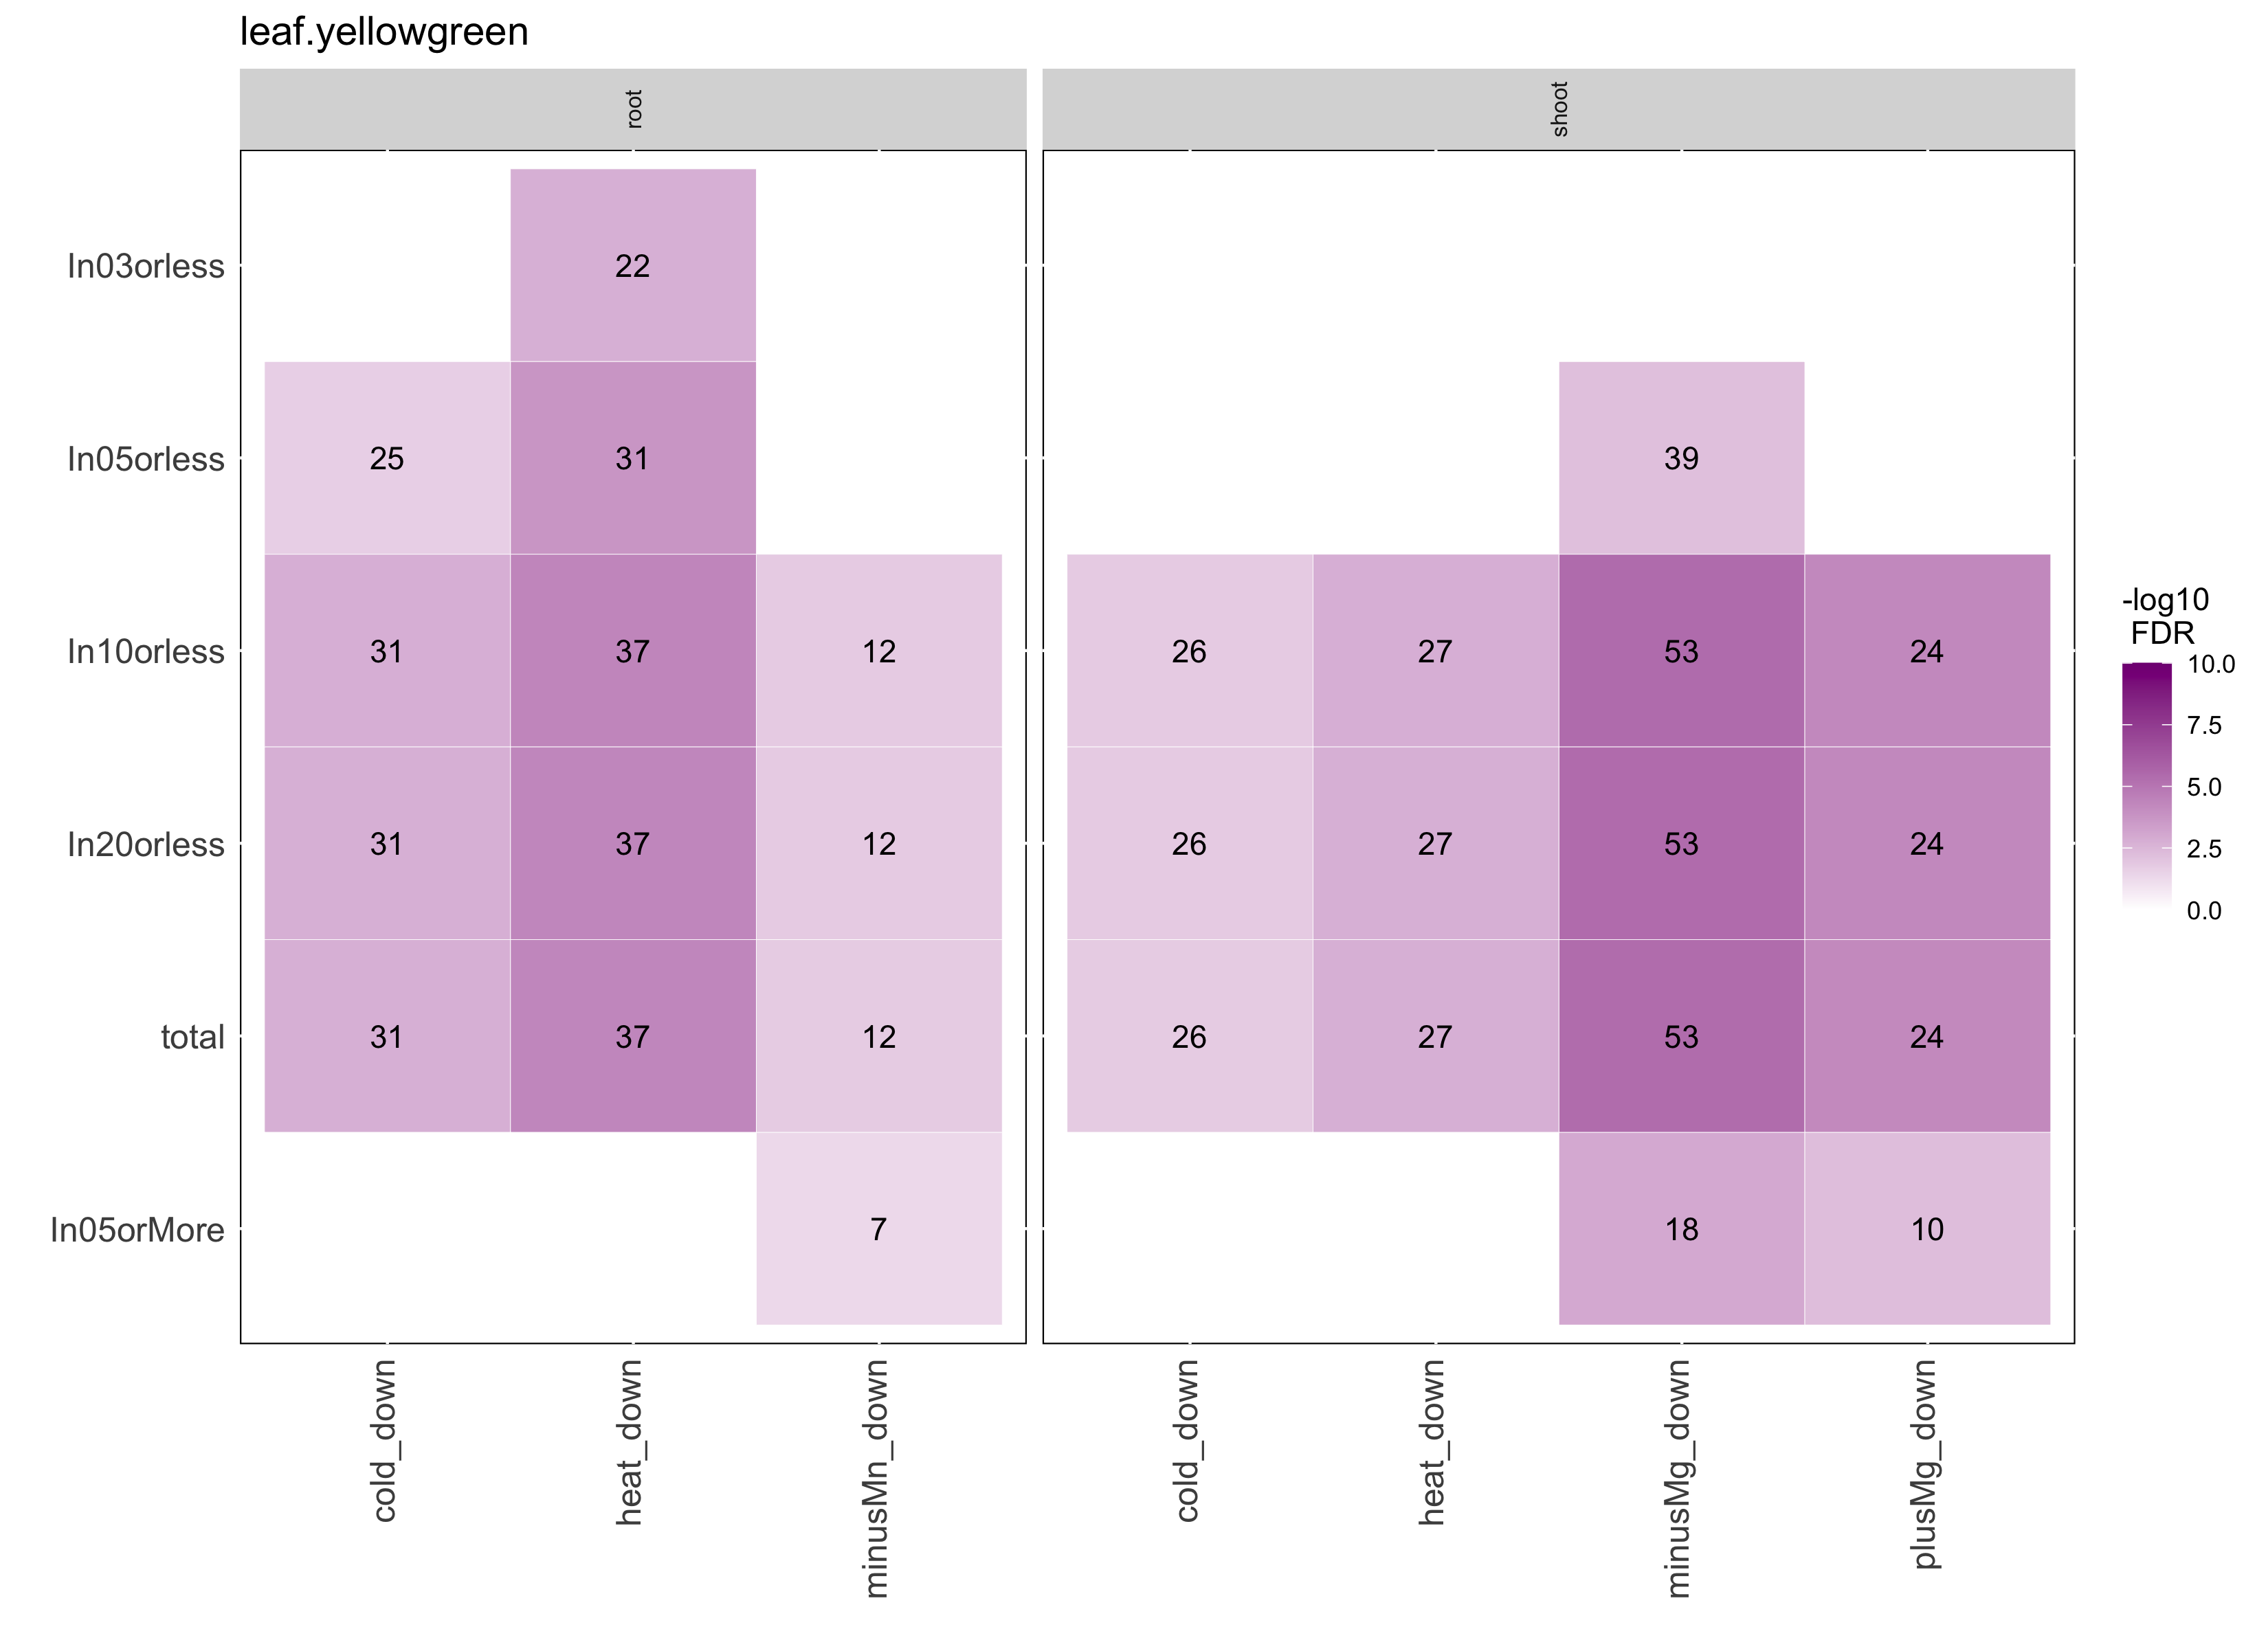 leaf.yellowgreen
root
shoot
In03orless
22
In05orless
25
31
39
In10orless
31
37
12
26
27
53
24
In20orless
31
37
12
26
27
53
24
total
31
37
12
26
27
53
24
In05orMore
7
18
10
cold_down
heat_down
minusMn_down
cold_down
heat_down
minusMg_down
plusMg_down
-log10
FDR
10.0
7.5
5.0
2.5
0.0